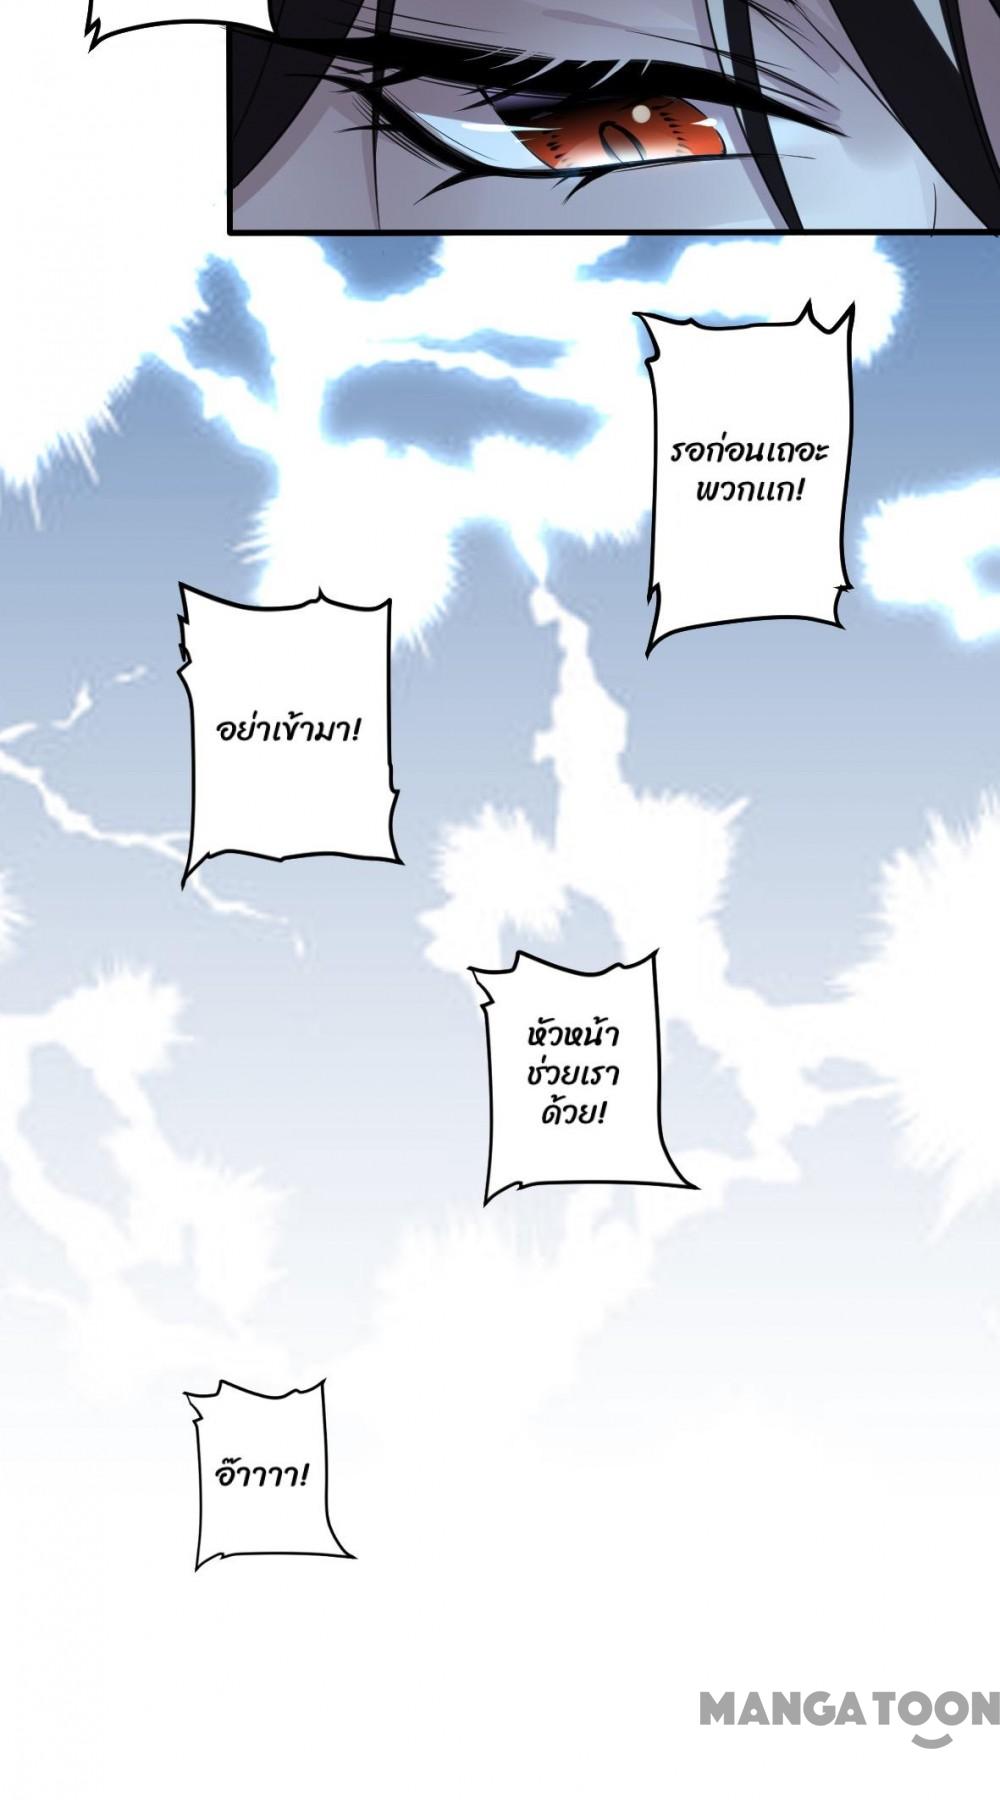 รอก่อนเถอะ
พวกแก!
อย่าเข้ามา!
หัวหน้า
ช่วยเรา
ด้วย!
อ๊าาาา!
MANGATOON